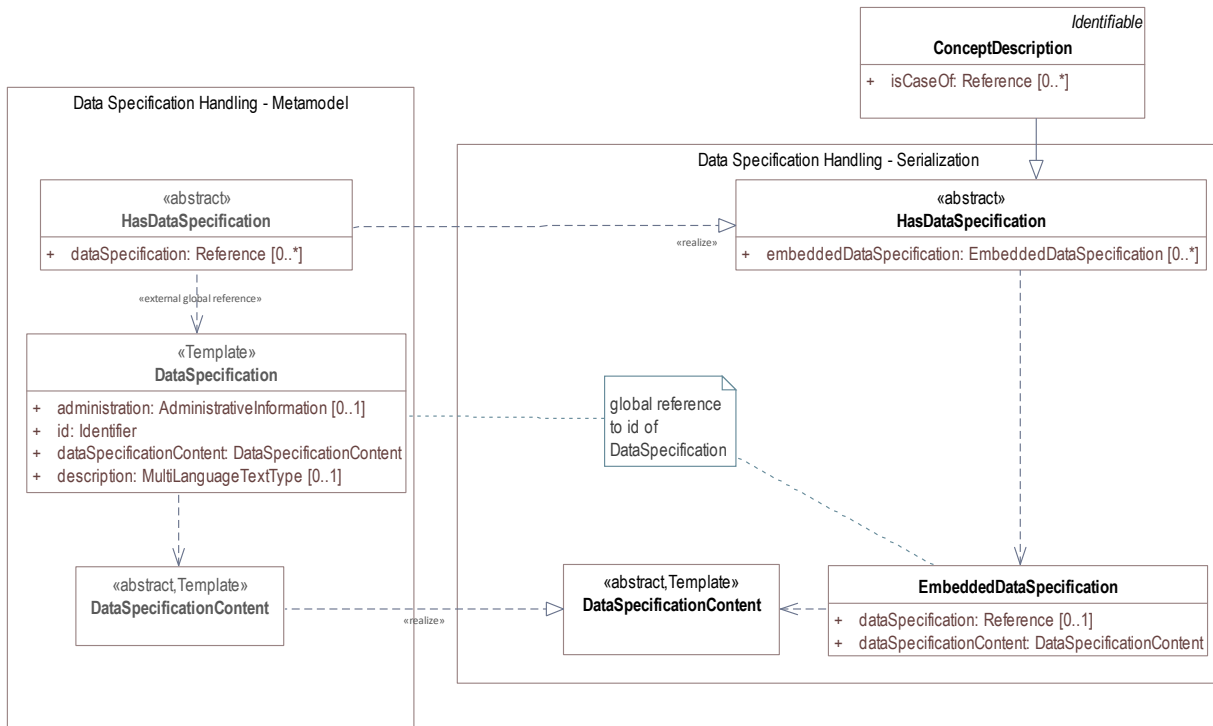 Identifiable
ConceptDescription
+ isCaseOf: Reference [0..*]
Data Specification Handling - Metamodel
Data Specification Handling - Serialization
«abstract»
HasDataSpecification
+ dataSpecification: Reference [0..*]
«abstract»
HasDataSpecification
+ embeddedDataSpecification: EmbeddedDataSpecification [0..*]
«realize»
«external global reference»
«Template»
DataSpecification
+ administration: AdministrativeInformation [0..1]
+ id: Identifier
+ dataSpecificationContent: DataSpecificationContent
+ description: MultiLanguageTextType [0..1]
global reference
to id of
DataSpecification
«abstract,Template»
DataSpecificationContent
«realize»
«abstract,Template»
DataSpecificationContent
EmbeddedDataSpecification
+ dataSpecification: Reference [0..1]
+ dataSpecificationContent: DataSpecificationContent